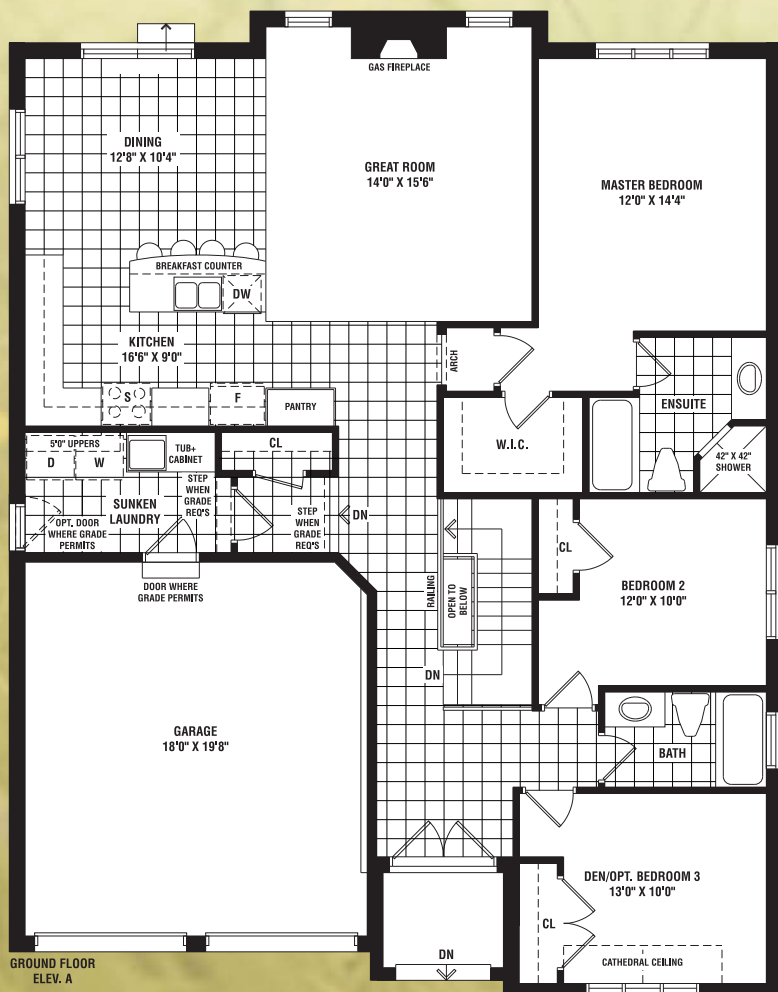 GAS FIREPLACE
DINING
12'8" X 10'4"
GREAT ROOM
14'0" X 15'6"
MASTER BEDROOM
12'0" X 14'4"
BREAKFAST COUNTER
DW
KITCHEN
16'6" X 9'0"
ARCH
S
F
PANTRY
ENSUITE
W.I.C.
42" X 42"
SHOWER
5'0" UPPERS
D
W
TUB+
CABINET
CL
SUNKEN
LAUNDRY
STEP
WHEN
GRADE
REQ'S
STEP
WHEN
GRADE
REQ'S
DN
OPT. DOOR
WHERE GRADE
PERMITS
DOOR WHERE
GRADE PERMITS
RAILING
OPEN TO
BELOW
DN
CL
BEDROOM 2
12'0" X 10'0"
GARAGE
18'0" X 19'8"
BATH
DEN/OPT. BEDROOM 3
13'0" X 10'0"
CL
CATHEDRAL CEILING
DN
GROUND FLOOR
ELEV. A